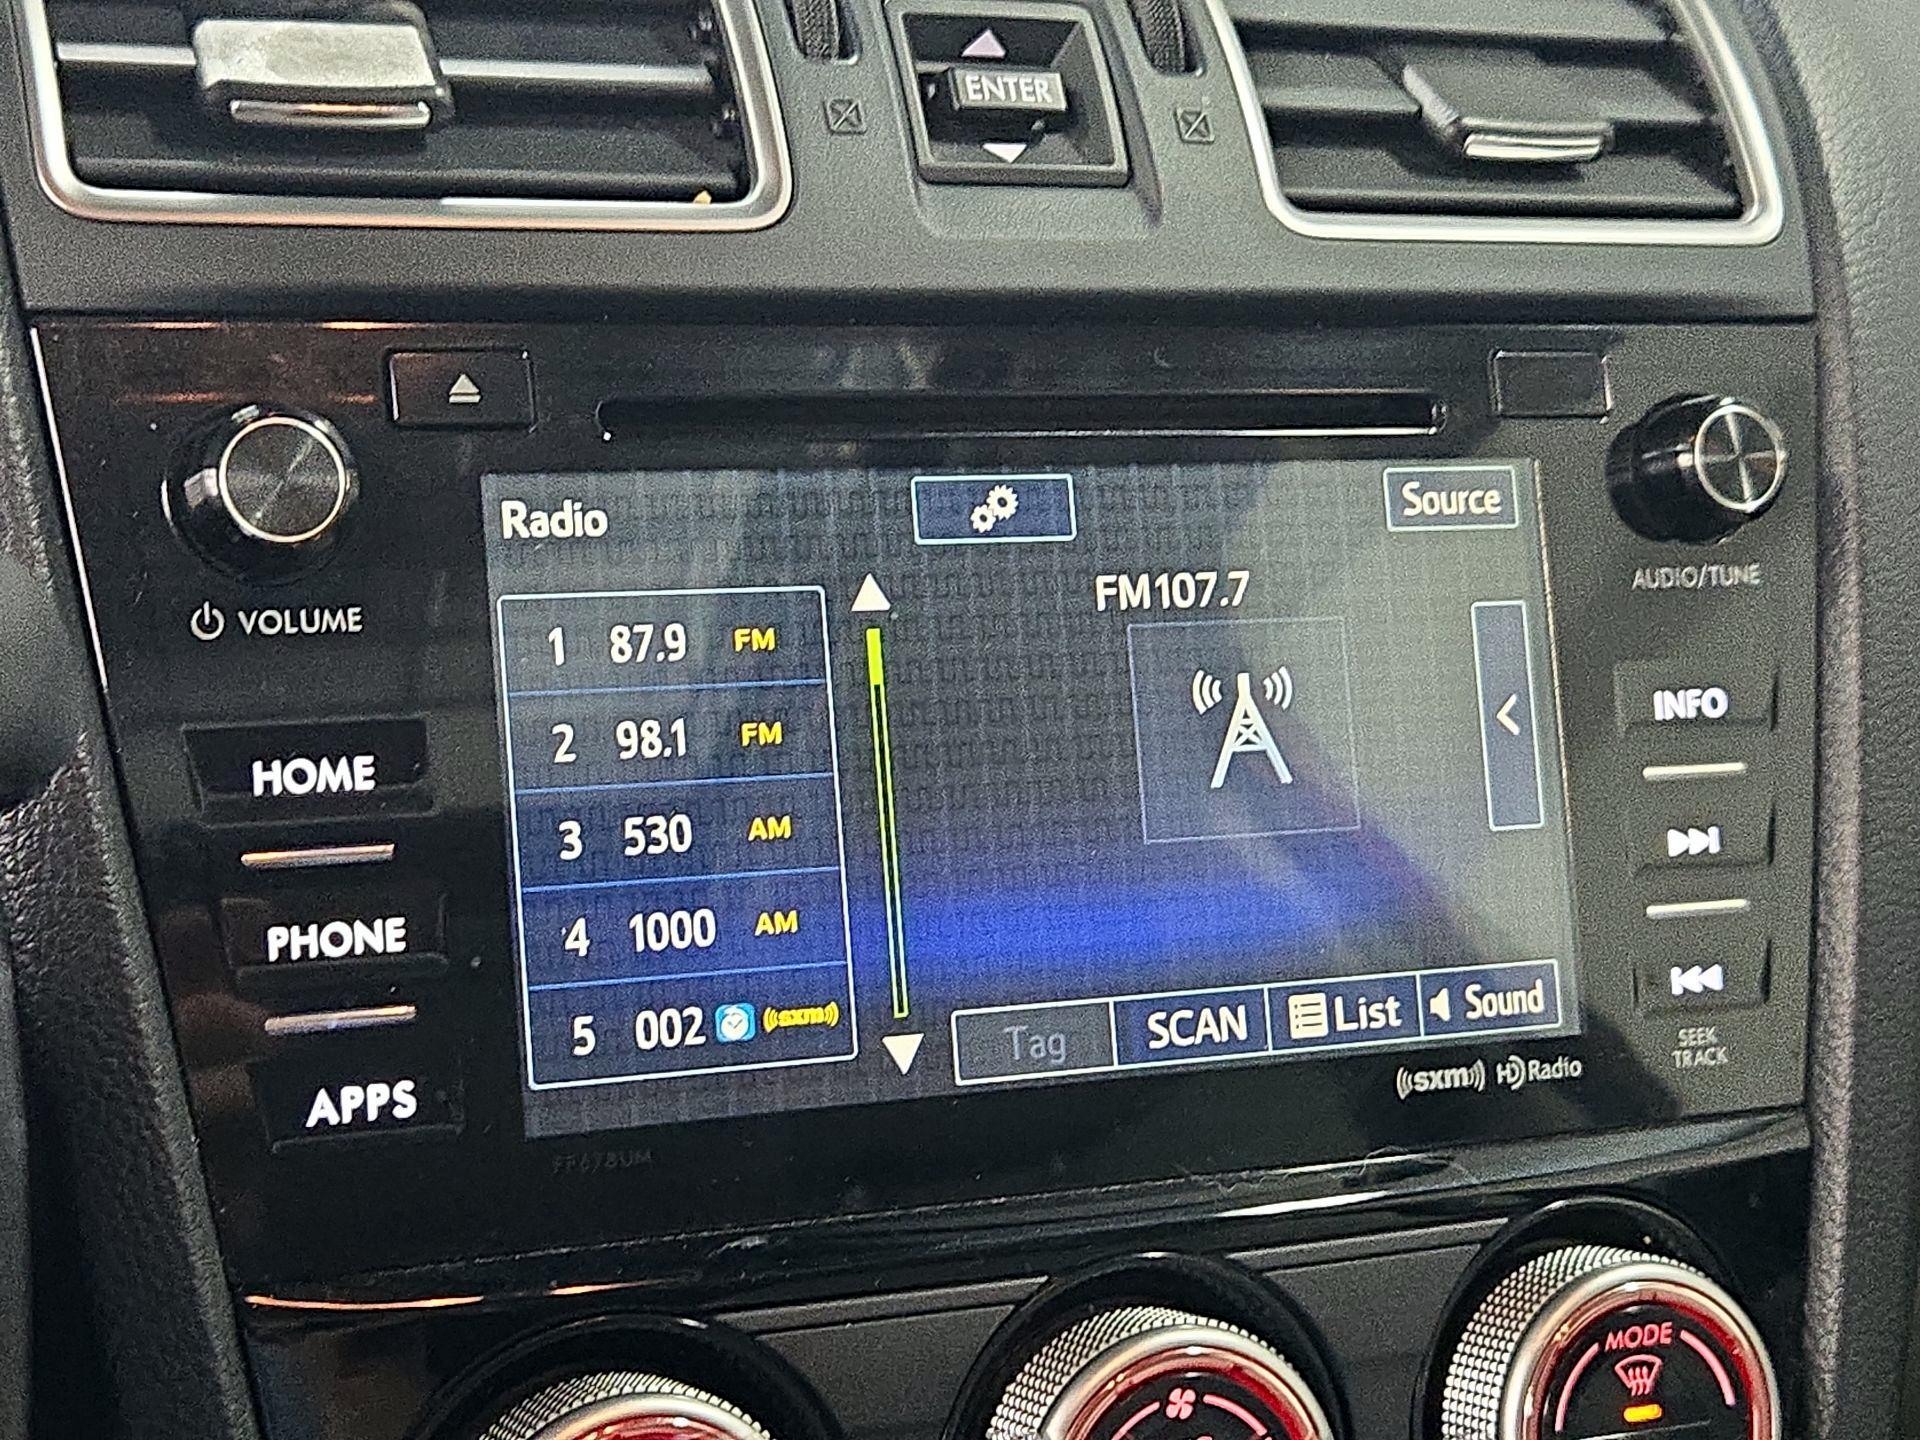 ENTER
Radio
Source
FM107.7
1 87.9 FM
2 98.1 FM
3 530 AM
4 1000 AM
5 002 ((sxm))
Tag
SCAN
List
Sound
VOLUME
HOME
PHONE
APPS
AUDIO/TUNE
INFO
SEEK
TRACK
((sxm)) HD Radio
MODE